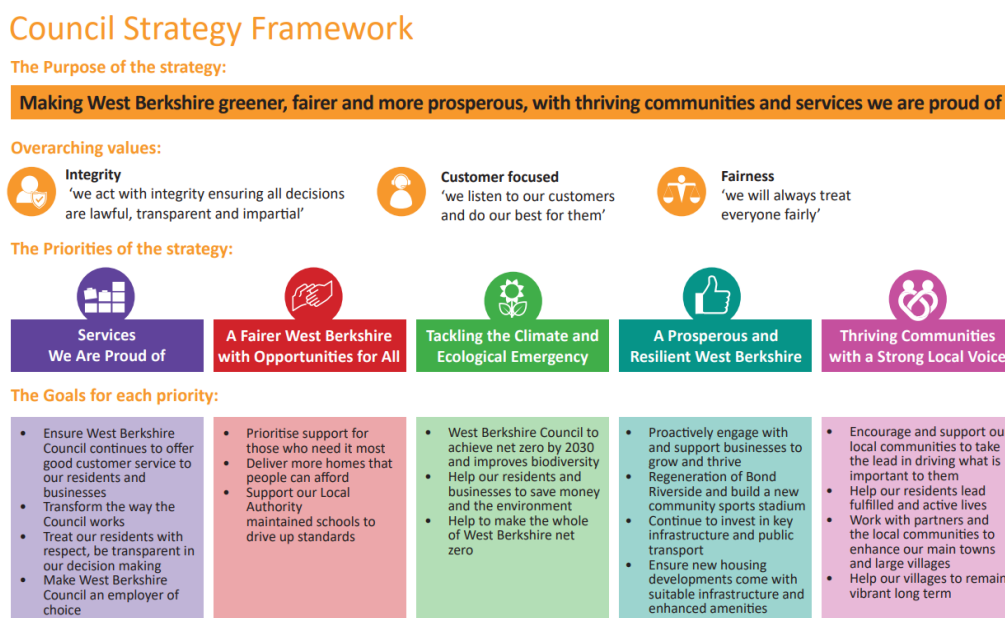 Council Strategy Framework
The Purpose of the strategy:
Making West Berkshire greener, fairer and more prosperous, with thriving communities and services we are proud of
Overarching values:
Integrity
‘we act with integrity ensuring all decisions
are lawful, transparent and impartial’
Customer focused
‘we listen to our customers
and do our best for them’
Fairness
‘we will always treat
everyone fairly’
The Priorities of the strategy:
Services
We Are Proud of
A Fairer West Berkshire
with Opportunities for All
Tackling the Climate and
Ecological Emergency
A Prosperous and
Resilient West Berkshire
Thriving Communities
with a Strong Local Voice
The Goals for each priority:
• Ensure West Berkshire
Council continues to offer
good customer service to
our residents and
businesses
• Transform the way the
Council works
• Treat our residents with
respect, be transparent in
our decision making
• Make West Berkshire
Council an employer of
choice
• Prioritise support for
those who need it most
• Deliver more homes that
people can afford
• Support our Local
Authority
maintained schools to
drive up standards
• West Berkshire Council to
achieve net zero by 2030
and improves biodiversity
• Help our residents and
businesses to save money
and the environment
• Help to make the whole
of West Berkshire net
zero
• Proactively engage with
and support businesses to
grow and thrive
• Regeneration of Bond
Riverside and build a new
community sports stadium
• Continue to invest in key
infrastructure and public
transport
• Ensure new housing
developments come with
suitable infrastructure and
enhanced amenities
• Encourage and support ou
local communities to take
the lead in driving what is
important to them
• Help our residents lead
fulfilled and active lives
• Work with partners and
the local communities to
enhance our main towns
and large villages
• Help our villages to remain
vibrant long term